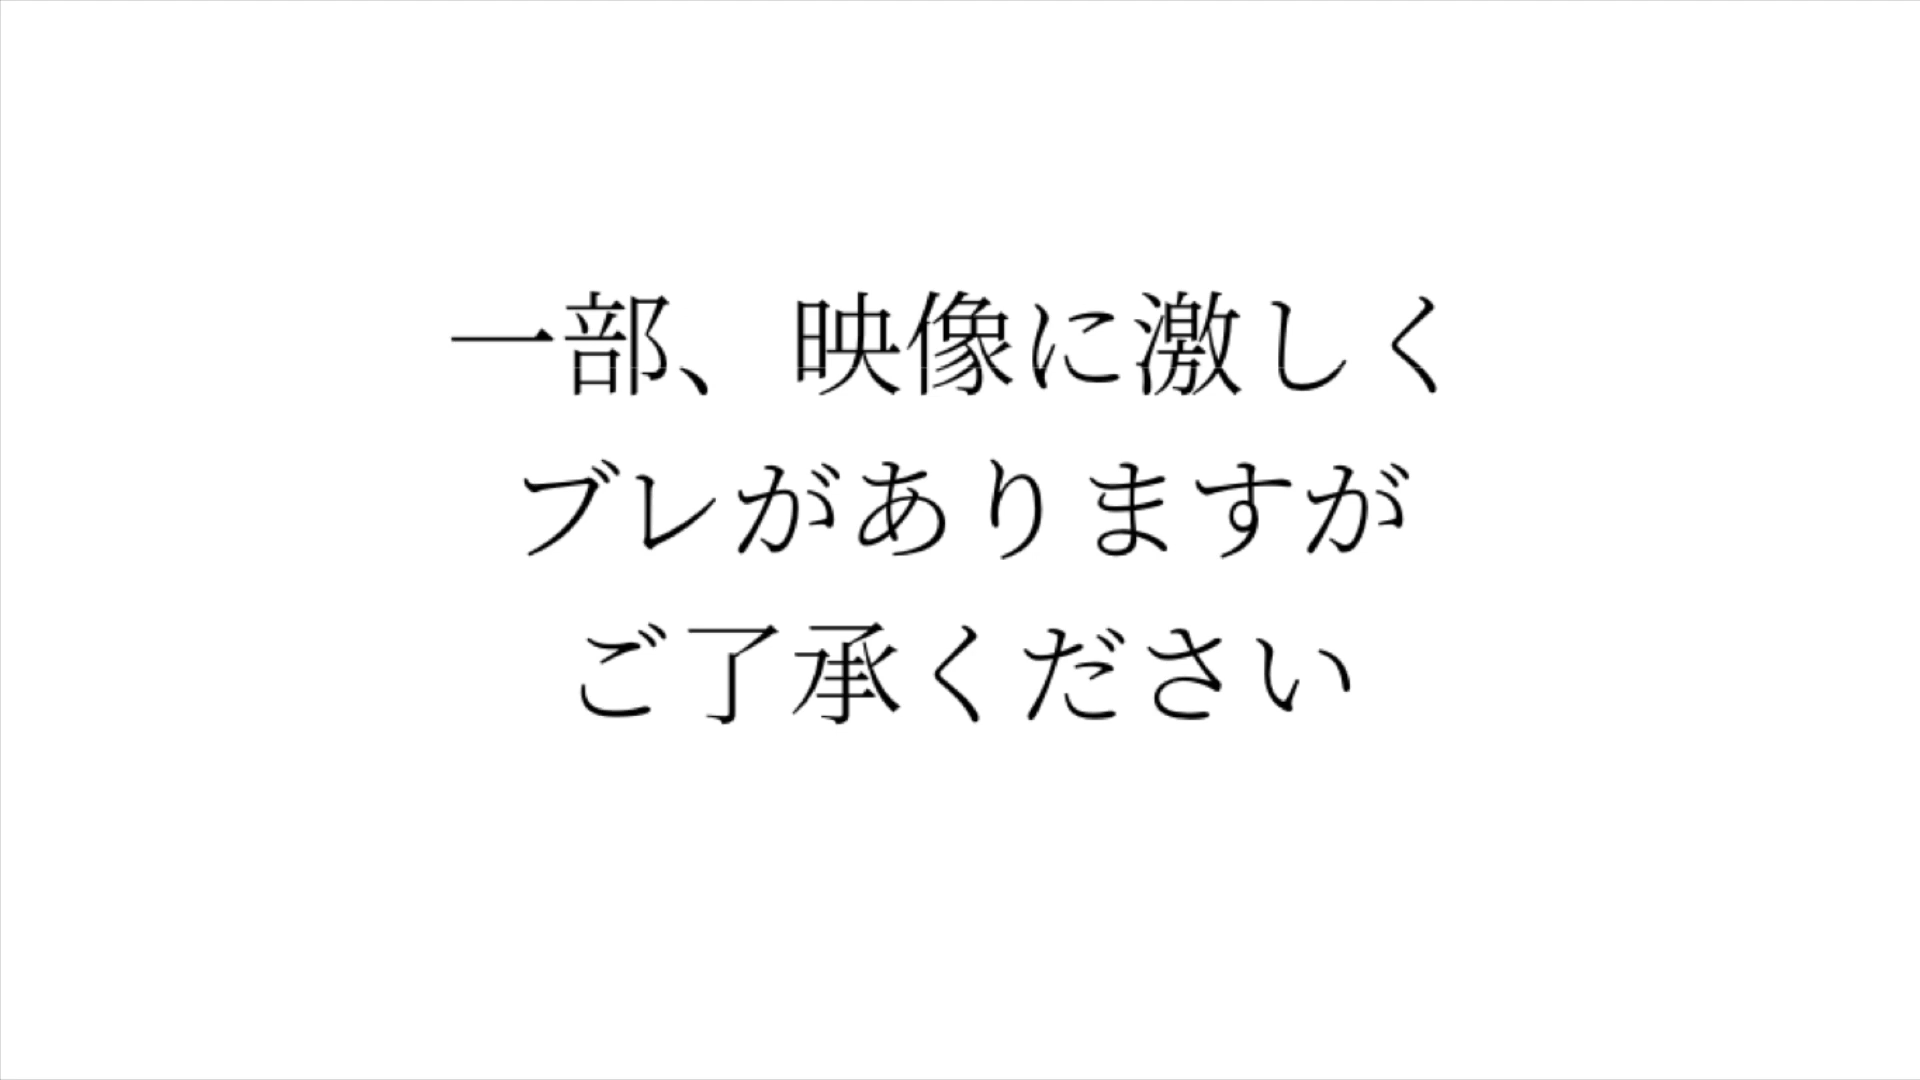 一部、映像に激しく
ブレがありますが
ご了承ください